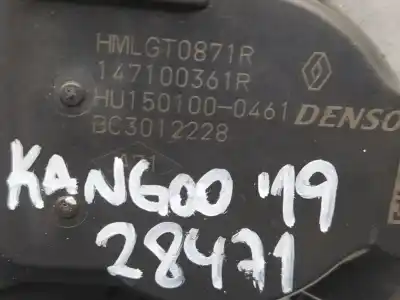 HMLGT0871R
147100361R
HU150100-0461
DENSO
BC3012228
KANGOO '19
28471